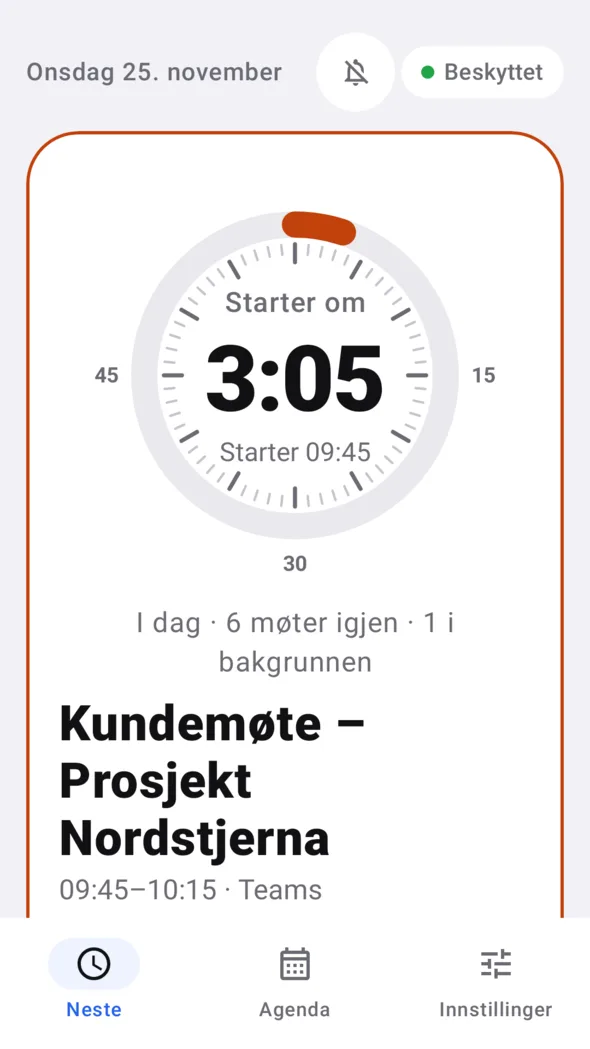 Onsdag 25. november
Beskyttet
Starter om
3:05
45
15
Starter 09:45
30
I dag · 6 møter igjen · 1 i
bakgrunnen
Kundemøte –
Prosjekt
Nordstjerna
09:45–10:15 · Teams
Neste
Agenda
Innstillinger